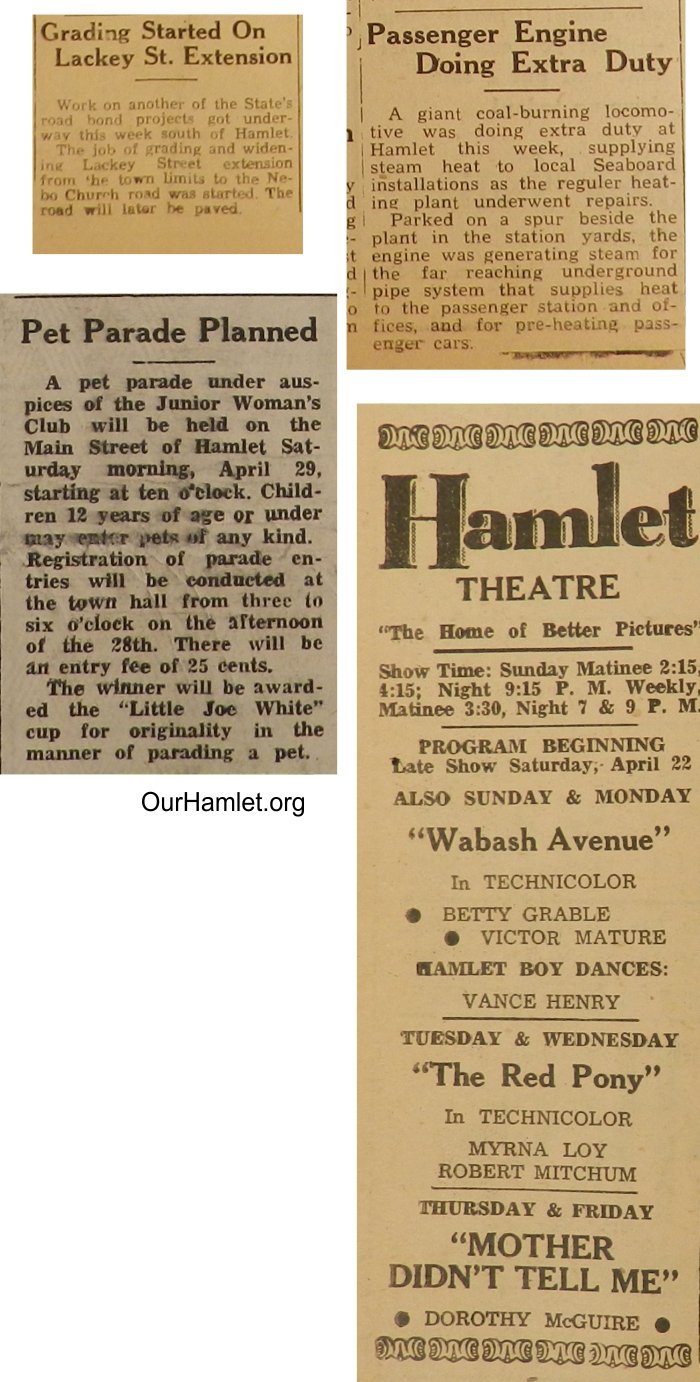 Grading Started On
Lackey St. Extension
Work on another of the State's
road bond projects got under-
way this week south of Hamlet.
The job of grading and widen-
ing Lackey Street extension
from the town limits to the Ne-
bo Church road was started. The
road will later be paved.
Passenger Engine
Doing Extra Duty
A giant coal-burning locomo-
tive was doing extra duty at
Hamlet this week, supplying
steam heat to local Seaboard
installations as the reguler heat-
ing plant underwent repairs.
Parked on a spur beside the
plant in the station yards, the
engine was generating steam for
the far reaching underground
pipe system that supplies heat
to the passenger station and of-
fices, and for pre-heating pass-
enger cars.
Pet Parade Planned
A pet parade under aus-
pices of the Junior Woman's
Club will be held on the
Main Street of Hamlet Sat-
urday morning, April 29,
starting at ten o'clock. Child-
ren 12 years of age or under
may enter pets of any kind.
Registration of parade en-
tries will be conducted at
the town hall from three to
six o'clock on the afternoon
of the 28th. There will be
an entry fee of 25 cents.
The winner will be award-
ed the "Little Joe White"
cup for originality in the
manner of parading a pet.
OurHamlet.org
Hamlet
THEATRE
"The Home of Better Pictures"
Show Time: Sunday Matinee 2:15,
4:15; Night 9:15 P. M. Weekly,
Matinee 3:30, Night 7 & 9 P. M.
PROGRAM BEGINNING
Late Show Saturday, April 22
ALSO SUNDAY & MONDAY
"Wabash Avenue"
In TECHNICOLOR
● BETTY GRABLE
● VICTOR MATURE
HAMLET BOY DANCES:
VANCE HENRY
TUESDAY & WEDNESDAY
"The Red Pony"
In TECHNICOLOR
MYRNA LOY
ROBERT MITCHUM
THURSDAY & FRIDAY
"MOTHER
DIDN'T TELL ME"
● DOROTHY McGUIRE ●